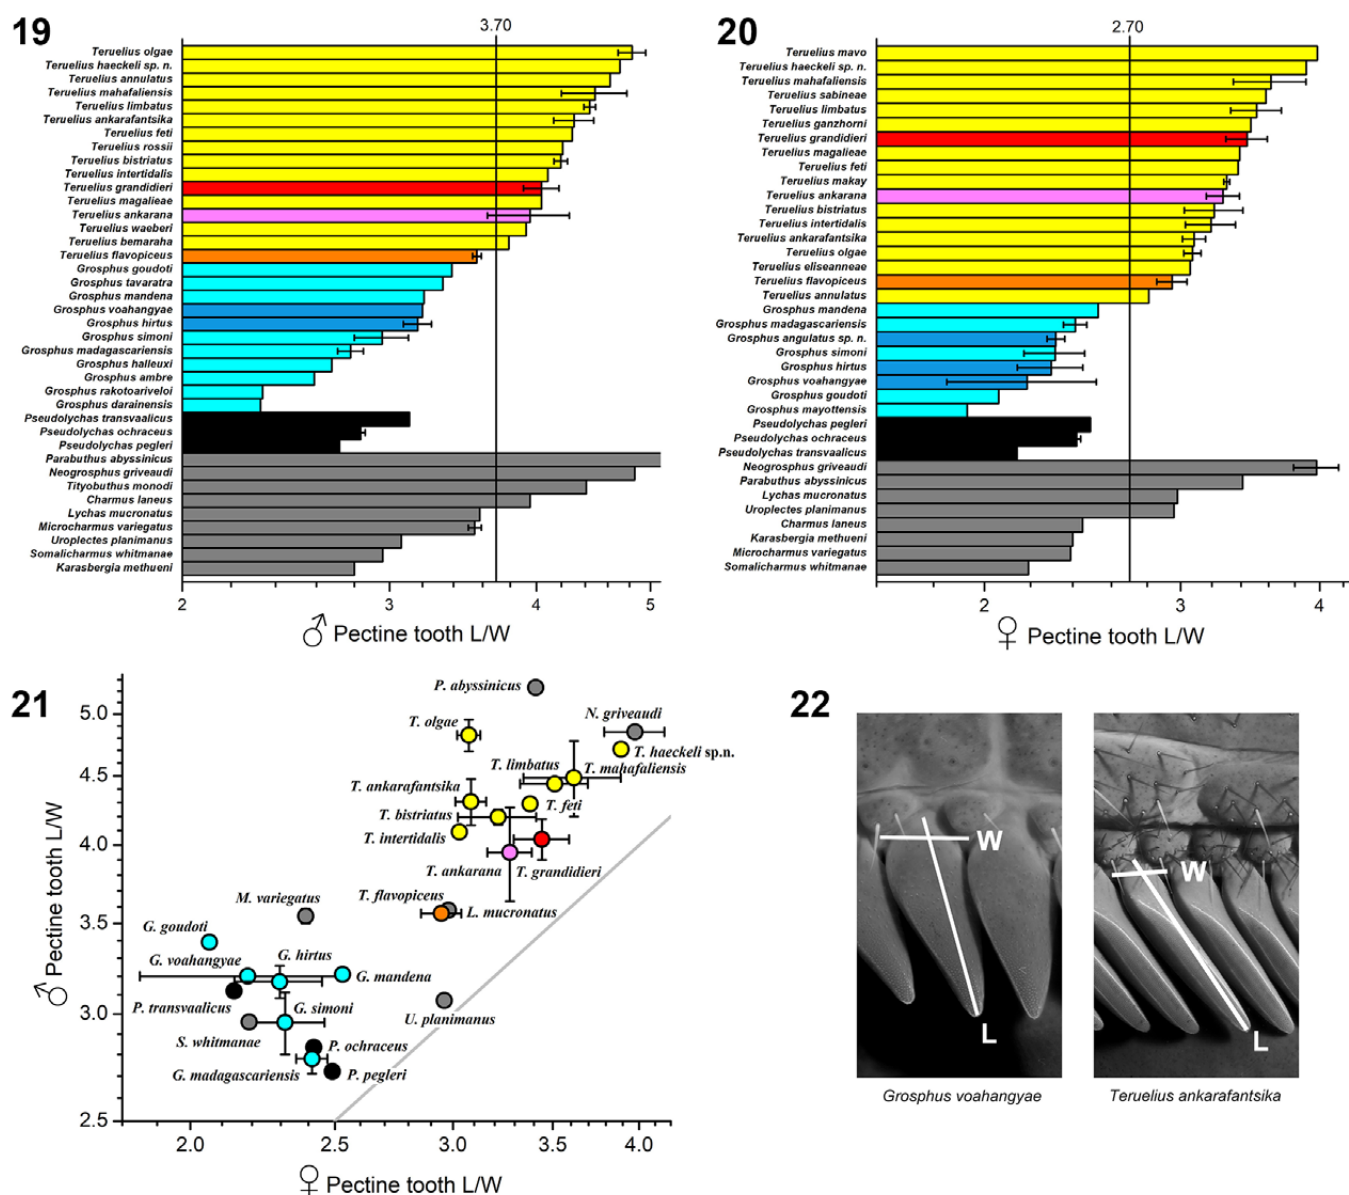 19
3.70
Teruelius olgae
Teruelius haeckeli sp. n.
Teruelius annulatus
Teruelius mahafaliensis
Teruelius limbatus
Teruelius ankarafantsika
Teruelius feti
Teruelius rossii
Teruelius bistriatus
Teruelius intertidalis
Teruelius grandidieri
Teruelius magalieae
Teruelius ankarana
Teruelius waeberi
Teruelius bemaraha
Teruelius flavopiceus
Grosphus goudoti
Grosphus tavaratra
Grosphus mandena
Grosphus voahangyae
Grosphus hirtus
Grosphus simoni
Grosphus madagascariensis
Grosphus halleuxi
Grosphus ambre
Grosphus rakotoariveloi
Grosphus darainensis
Pseudolychas transvaalicus
Pseudolychas ochraceus
Pseudolychas pegleri
Parabuthus abyssinicus
Neogrosphus griveaudi
Tityobuthus monodi
Charmus laneus
Lychas mucronatus
Microcharmus variegatus
Uroplectes planimanus
Somalicharmus whitmanae
Karasbergia methueni
2 3 4 5
♂ Pectine tooth L/W
20
2.70
Teruelius mavo
Teruelius haeckeli sp. n.
Teruelius mahafaliensis
Teruelius sabineae
Teruelius limbatus
Teruelius ganzhorni
Teruelius grandidieri
Teruelius magalieae
Teruelius feti
Teruelius makay
Teruelius ankarana
Teruelius bistriatus
Teruelius intertidalis
Teruelius ankarafantsika
Teruelius olgae
Teruelius eliseanneae
Teruelius flavopiceus
Teruelius annulatus
Grosphus mandena
Grosphus madagascariensis
Grosphus angulatus sp. n.
Grosphus simoni
Grosphus hirtus
Grosphus voahangyae
Grosphus goudoti
Grosphus mayottensis
Pseudolychas pegleri
Pseudolychas ochraceus
Pseudolychas transvaalicus
Neogrosphus griveaudi
Parabuthus abyssinicus
Lychas mucronatus
Uroplectes planimanus
Charmus laneus
Karasbergia methueni
Microcharmus variegatus
Somalicharmus whitmanae
2 3 4
♀ Pectine tooth L/W
21
♂ Pectine tooth L/W
5.0
4.5
4.0
3.5
3.0
2.5
P. abyssinicus
T. olgae
N. griveaudi
T. haeckeli sp.n.
T. limbatus
T. mahafaliensis
T. ankarafantsika
T. feti
T. bistriatus
T. intertidalis
T. ankarana
T. grandidieri
T. flavopiceus
M. variegatus
L. mucronatus
G. goudoti
G. hirtus
G. voahangyae
G. mandena
P. transvaalicus
G. simoni
U. planimanus
S. whitmanae
P. ochraceus
G. madagascariensis
P. pegleri
2.0 2.5 3.0 3.5 4.0
♀ Pectine tooth L/W
22
W
L
Grosphus voahangyae
W
L
Teruelius ankarafantsika